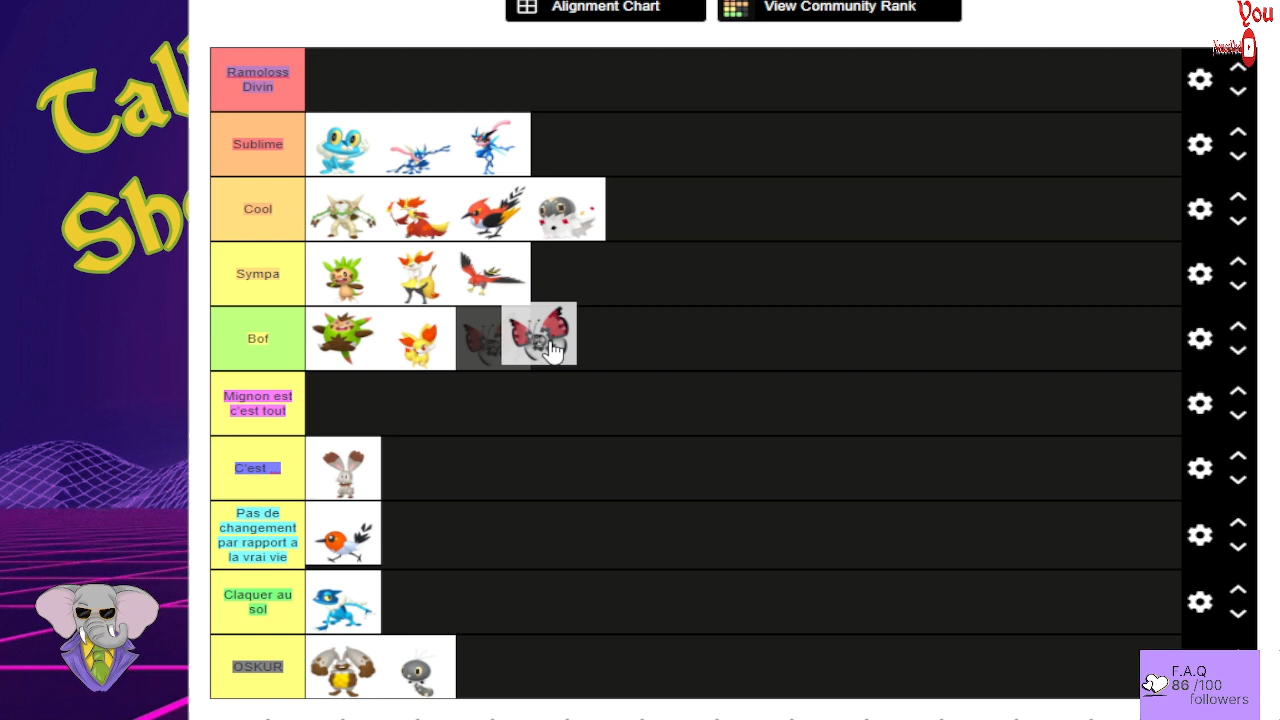 Alignment Chart
View Community Rank
You
Ramoloss
Divin
Sublime
Cool
Sympa
Bof
Mignon est
c'est tout
C'est ...
Pas de
changement
par rapport a
la vrai vie
Claquer au
sol
OSKUR
F.A.Q
86 /100
followers